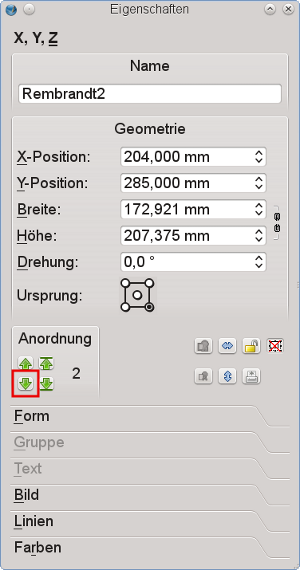 Eigenschaften
X, Y, Z
Name
Rembrandt2
Geometrie
X-Position: 204,000 mm
Y-Position: 285,000 mm
Breite: 172,921 mm
Höhe: 207,375 mm
Drehung: 0,0 °
Ursprung:
Anordnung
2
Form
Gruppe
Text
Bild
Linien
Farben